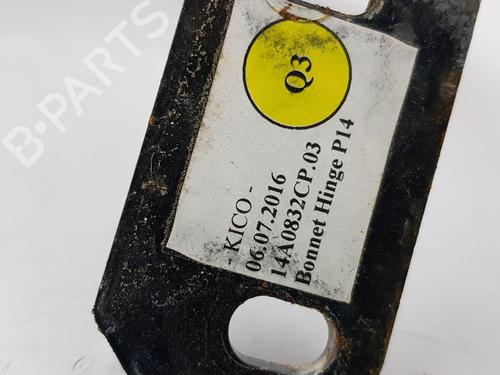 B-PARTS
Q3
- KICO -
06.07.2016
14A0832CP.03
Bonnet Hinge P14